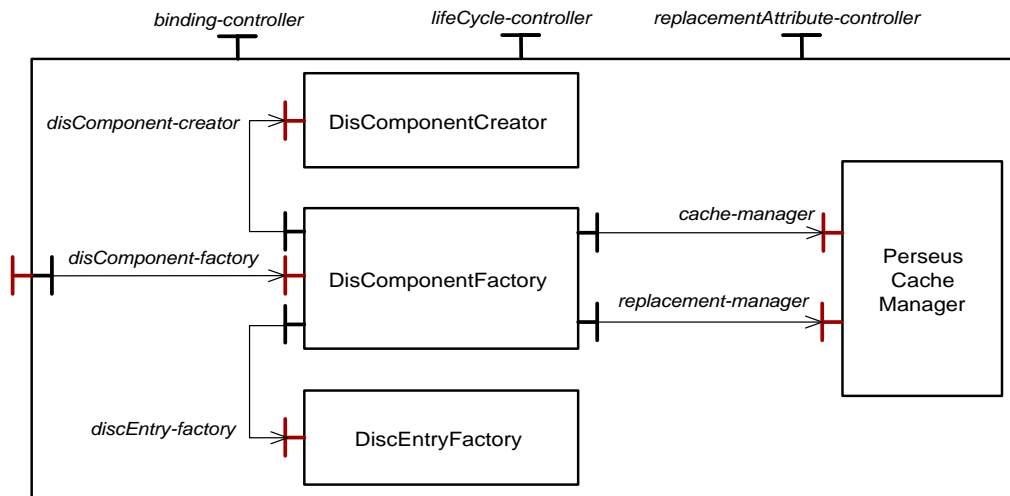 binding-controller
lifeCycle-controller
replacementAttribute-controller
disComponent-creator
DisComponentCreator
cache-manager
disComponent-factory
DisComponentFactory
Perseus
Cache
Manager
replacement-manager
discEntry-factory
DiscEntryFactory